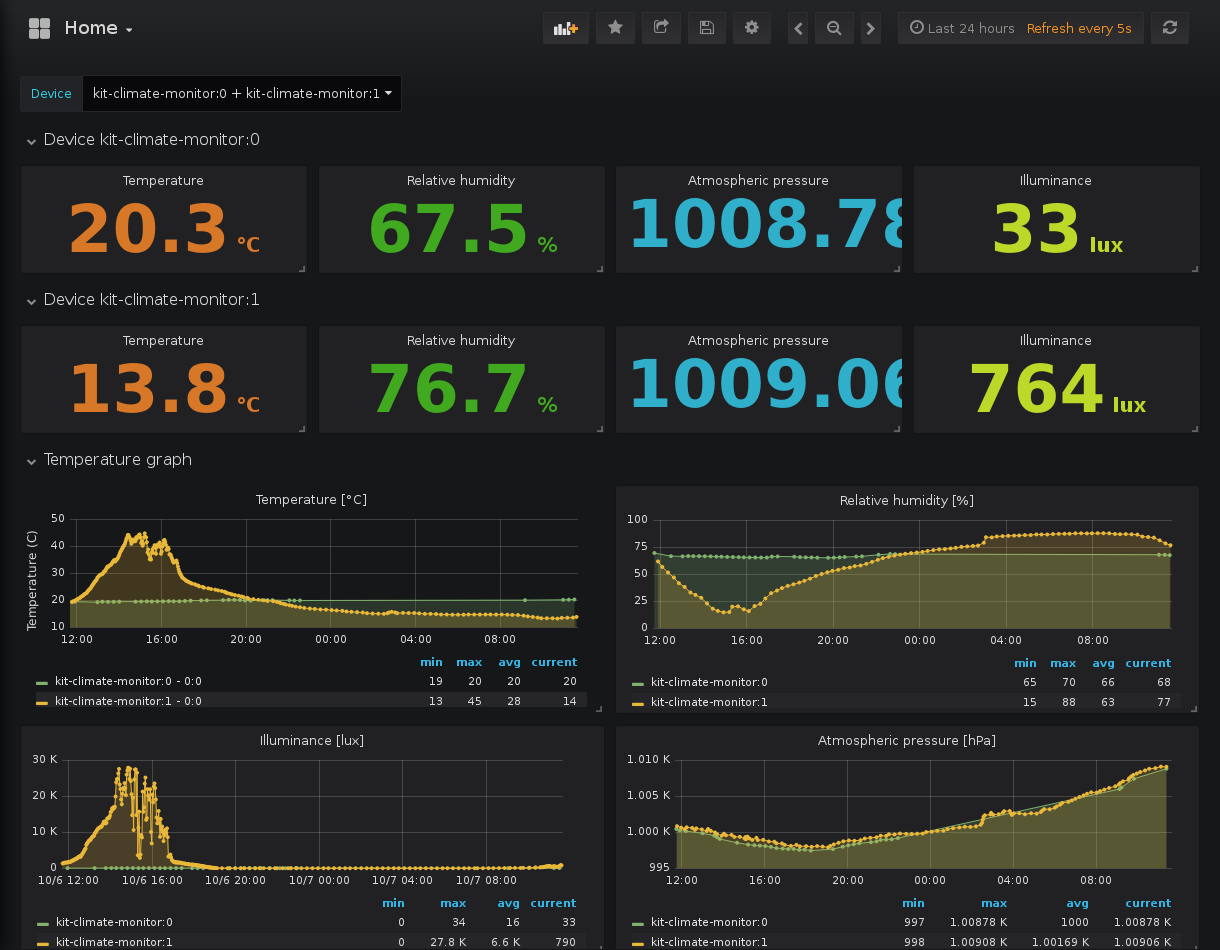 Home
Last 24 hours Refresh every 5s
Device kit-climate-monitor:0 + kit-climate-monitor:1
Device kit-climate-monitor:0
Temperature Relative humidity Atmospheric pressure Illuminance
20.3 °C 67.5 % 1008.78 33 lux
Device kit-climate-monitor:1
Temperature Relative humidity Atmospheric pressure Illuminance
13.8 °C 76.7 % 1009.06 764 lux
Temperature graph
Temperature [°C]
Temperature (C)
50
40
30
20
10
12:00 16:00 20:00 00:00 04:00 08:00
min max avg current
kit-climate-monitor:0 - 0:0 19 20 20 20
kit-climate-monitor:1 - 0:0 13 45 28 14
Relative humidity [%]
100
75
50
25
0
12:00 16:00 20:00 00:00 04:00 08:00
min max avg current
kit-climate-monitor:0 65 70 66 68
kit-climate-monitor:1 15 88 63 77
Illuminance [lux]
30 K
20 K
10 K
0
10/6 12:00 10/6 16:00 10/6 20:00 10/7 00:00 10/7 04:00 10/7 08:00
min max avg current
kit-climate-monitor:0 0 34 16 33
kit-climate-monitor:1 0 27.8 K 6.6 K 790
Atmospheric pressure [hPa]
1.010 K
1.005 K
1.000 K
995
12:00 16:00 20:00 00:00 04:00 08:00
min max avg current
kit-climate-monitor:0 997 1.00878 K 1000 1.00878 K
kit-climate-monitor:1 998 1.00908 K 1.00169 K 1.00906 K